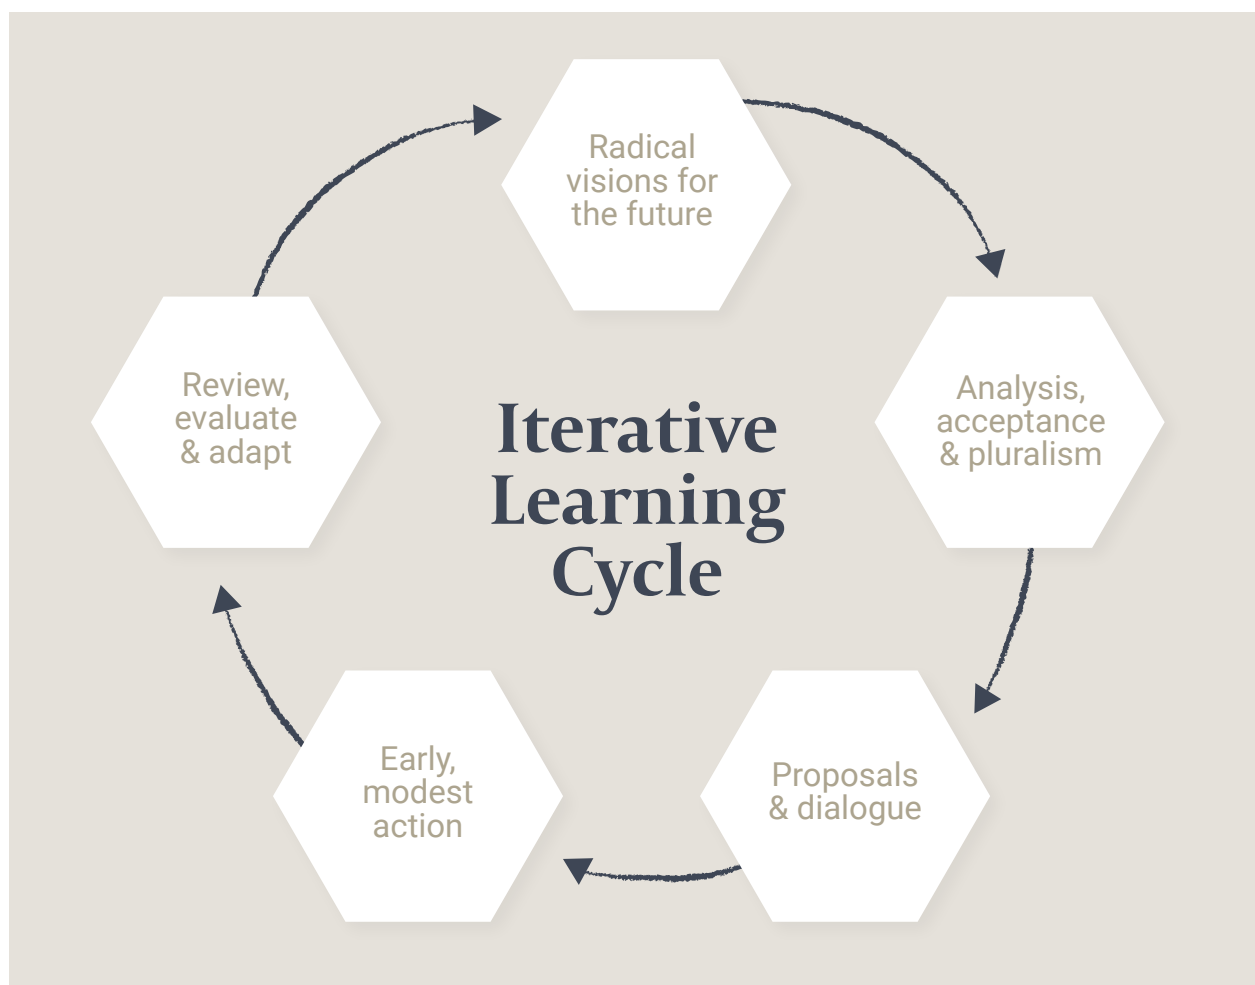 Radical
visions for
the future
Analysis,
acceptance
& pluralism
Proposals
& dialogue
Early,
modest
action
Review,
evaluate
& adapt
Iterative
Learning
Cycle